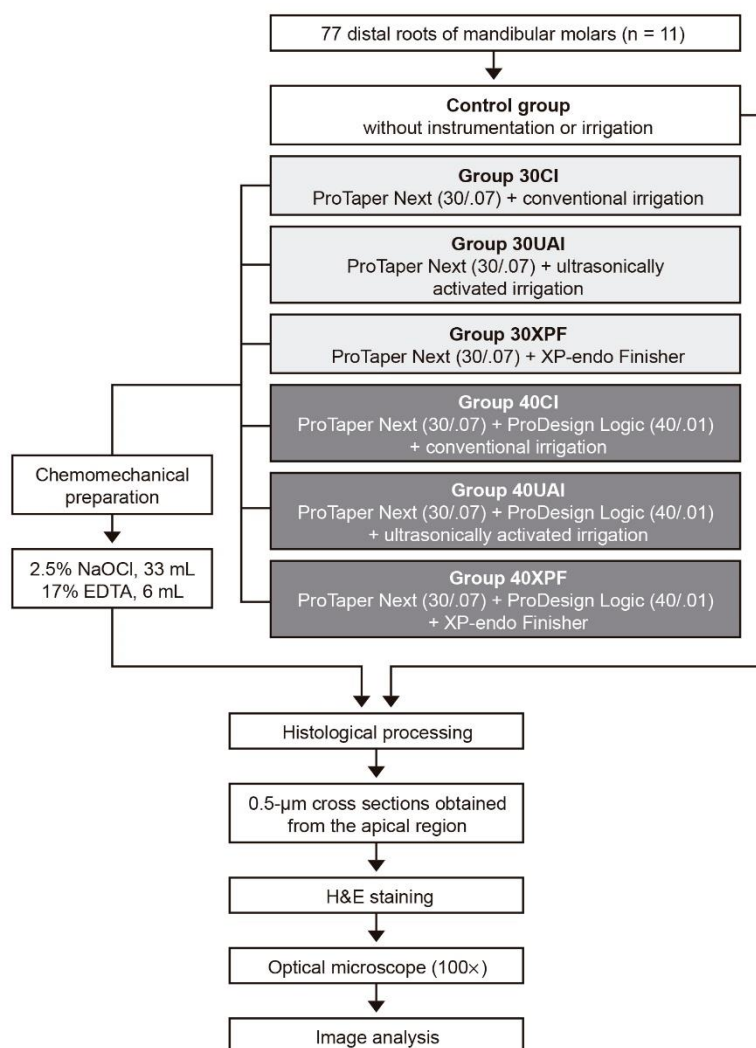 77 distal roots of mandibular molars (n = 11)
Control group
without instrumentation or irrigation
Group 30CI
ProTaper Next (30/.07) + conventional irrigation
Group 30UAI
ProTaper Next (30/.07) + ultrasonically
activated irrigation
Group 30XPF
ProTaper Next (30/.07) + XP-endo Finisher
Group 40CI
ProTaper Next (30/.07) + ProDesign Logic (40/.01)
+ conventional irrigation
Group 40UAI
ProTaper Next (30/.07) + ProDesign Logic (40/.01)
+ ultrasonically activated irrigation
Group 40XPF
ProTaper Next (30/.07) + ProDesign Logic (40/.01)
+ XP-endo Finisher
Chemomechanical
preparation
2.5% NaOCl, 33 mL
17% EDTA, 6 mL
Histological processing
0.5-μm cross sections obtained
from the apical region
H&E staining
Optical microscope (100×)
Image analysis